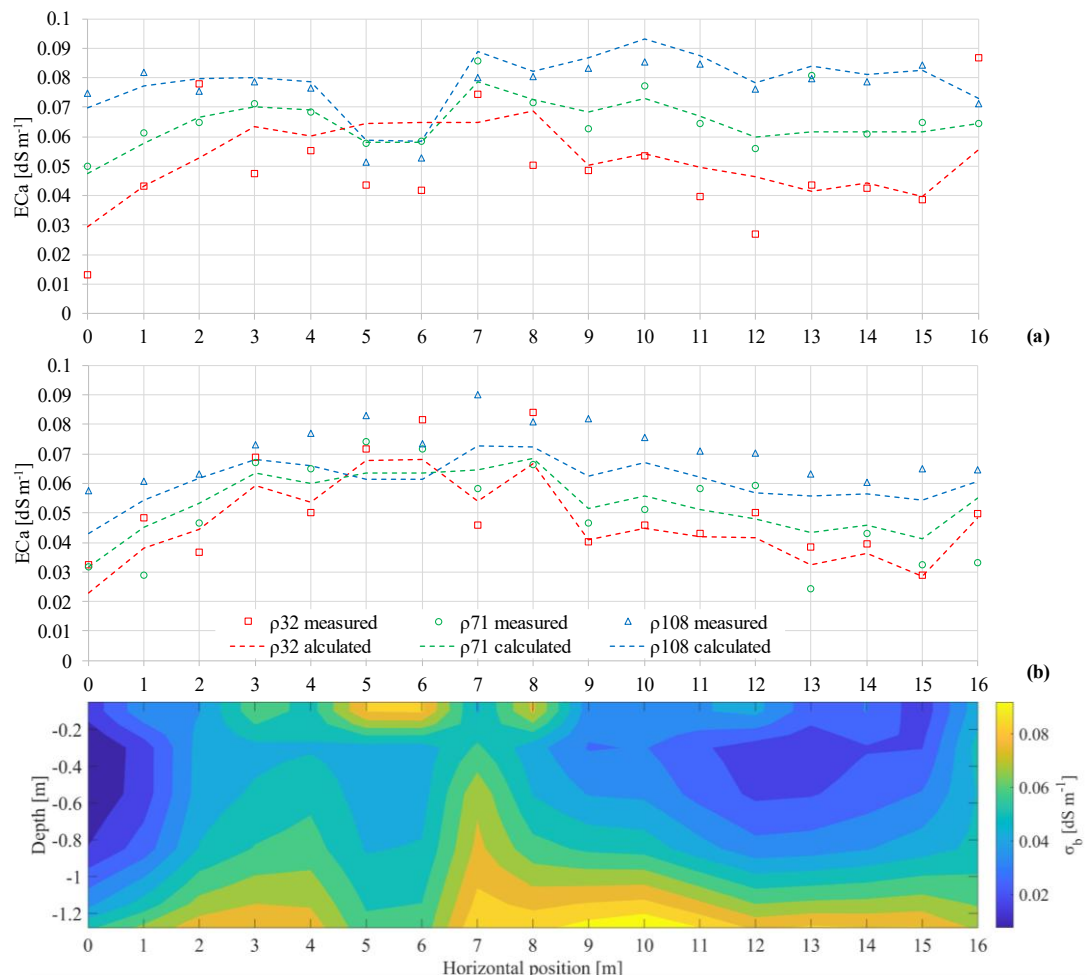 0.1
0.09
0.08
0.07
0.06
0.05
0.04
0.03
0.02
0.01
0
ECa [dS m⁻¹]
0 1 2 3 4 5 6 7 8 9 10 11 12 13 14 15 16
(a)
0.1
0.09
0.08
0.07
0.06
0.05
0.04
0.03
0.02
0.01
0
ECa [dS m⁻¹]
ρ32 measured ρ71 measured ρ108 measured
ρ32 alculated ρ71 calculated ρ108 calculated
0 1 2 3 4 5 6 7 8 9 10 11 12 13 14 15 16
(b)
-0.2
-0.4
-0.6
-0.8
-1
-1.2
Depth [m]
0 1 2 3 4 5 6 7 8 9 10 11 12 13 14 15 16
Horizontal position [m]
0.08
0.06
0.04
0.02
σb [dS m⁻¹]